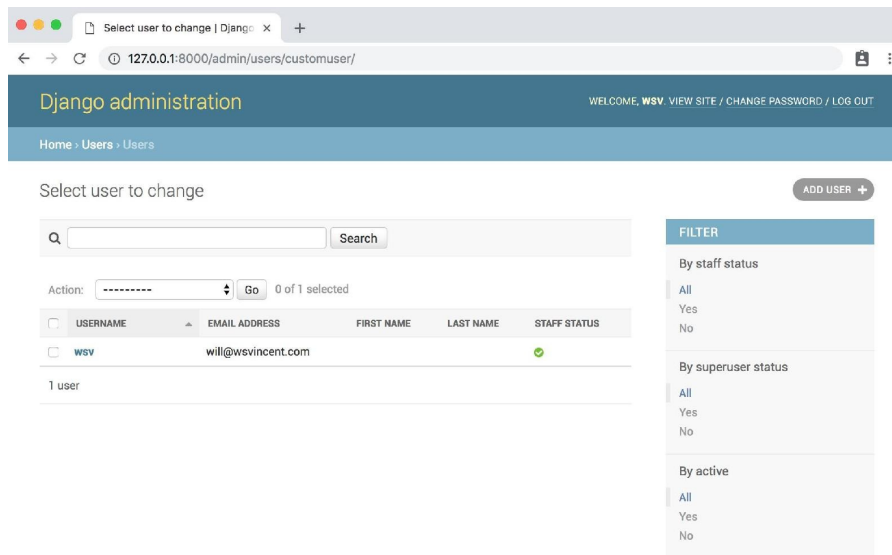 Select user to change | Django
127.0.0.1:8000/admin/users/customuser/
Django administration
WELCOME, WSV. VIEW SITE / CHANGE PASSWORD / LOG OUT
Home › Users › Users
Select user to change
ADD USER +
Search
Action: --------- Go 0 of 1 selected
USERNAME EMAIL ADDRESS FIRST NAME LAST NAME STAFF STATUS
wsv will@wsvincent.com
1 user
FILTER
By staff status
All
Yes
No
By superuser status
All
Yes
No
By active
All
Yes
No